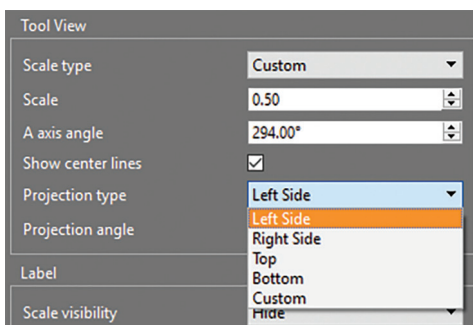 Tool View
Scale type Custom
Scale 0.50
A axis angle 294.00°
Show center lines
Projection type Left Side
Left Side
Projection angle Right Side
Top
Label Bottom
Custom
Scale visibility Hide